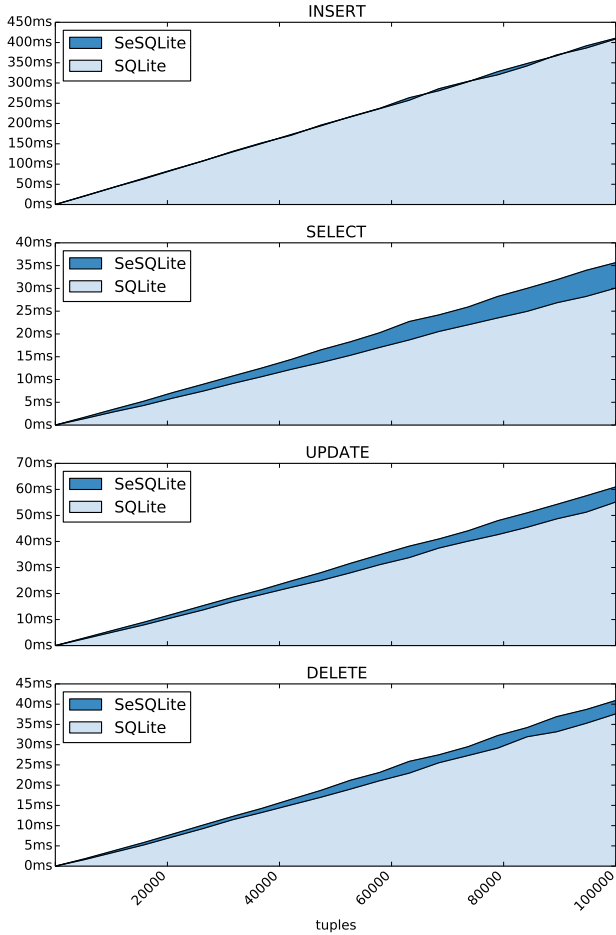 INSERT
450ms
400ms
350ms
300ms
250ms
200ms
150ms
100ms
50ms
0ms
SeSQLite
SQLite
SELECT
40ms
35ms
30ms
25ms
20ms
15ms
10ms
5ms
0ms
SeSQLite
SQLite
UPDATE
70ms
60ms
50ms
40ms
30ms
20ms
10ms
0ms
SeSQLite
SQLite
DELETE
45ms
40ms
35ms
30ms
25ms
20ms
15ms
10ms
5ms
0ms
SeSQLite
SQLite
20000 40000 60000 80000 100000
tuples